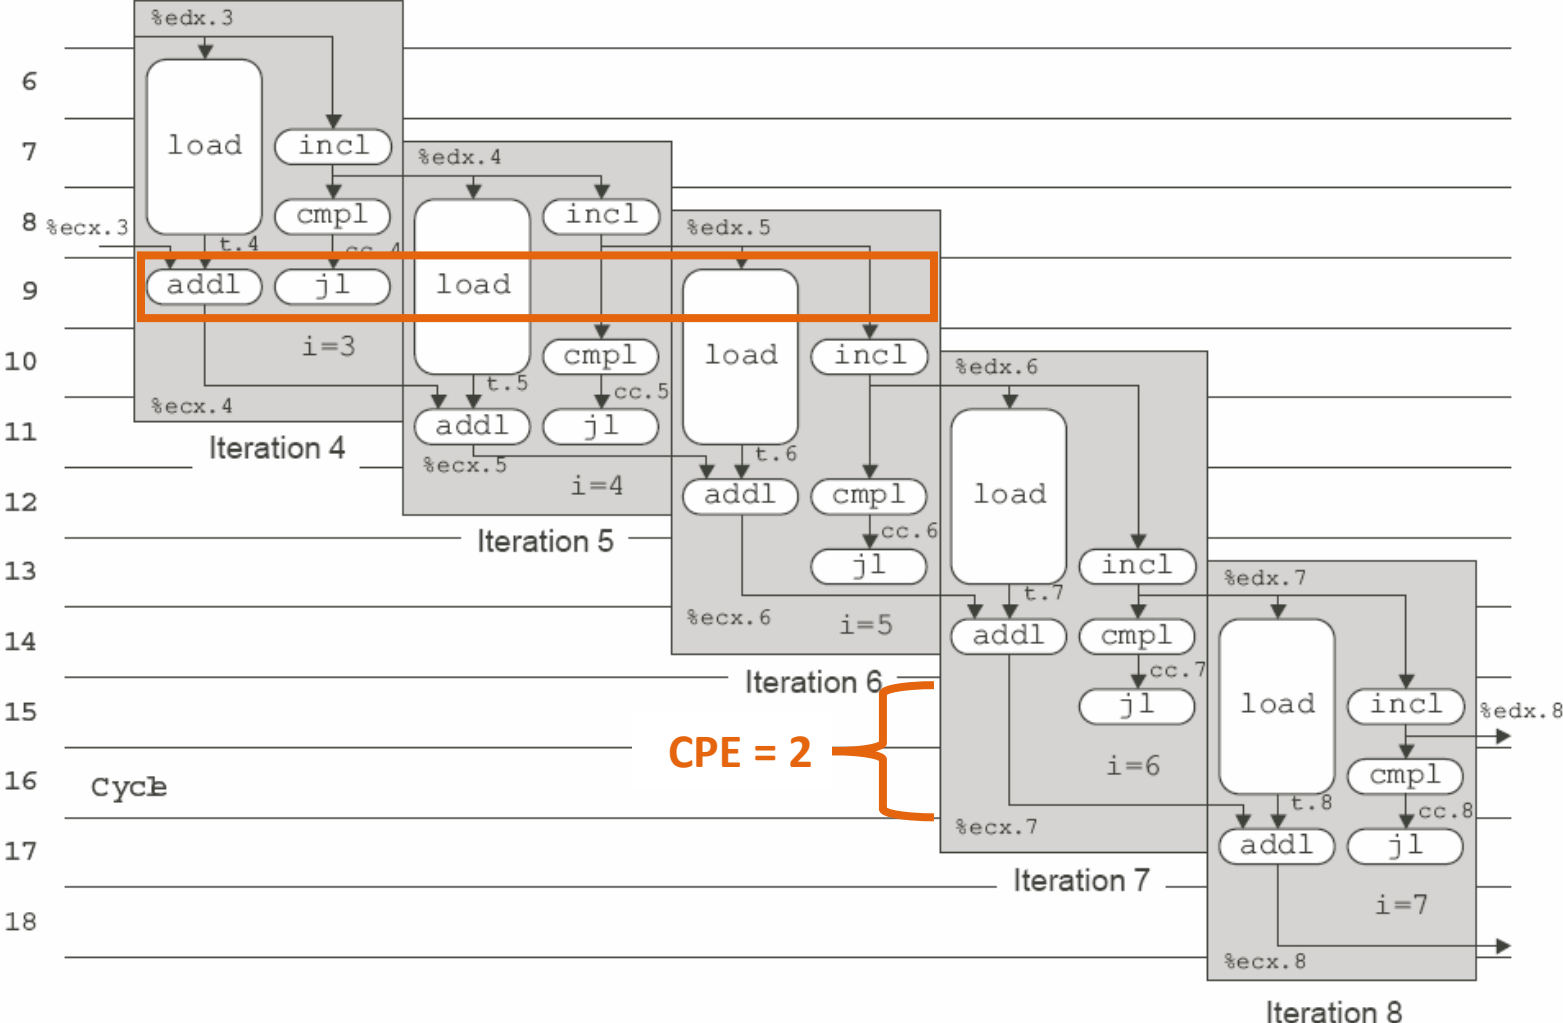 %edx.3
6
load
incl
7
%edx.4
cmpl
incl
8
%ecx.3
t.4
cc.4
%edx.5
9
addl
jl
load
i=3
10
cmpl
load
incl
%edx.6
t.5
cc.5
%ecx.4
11
addl
jl
Iteration 4
t.6
%ecx.5
i=4
12
addl
cmpl
load
cc.6
Iteration 5
13
jl
incl
%edx.7
t.7
%ecx.6
i=5
14
addl
cmpl
cc.7
Iteration 6
15
jl
load
incl
%edx.8
CPE = 2
i=6
16
Cycle
cmpl
t.8
cc.8
%ecx.7
17
addl
jl
Iteration 7
i=7
18
%ecx.8
Iteration 8